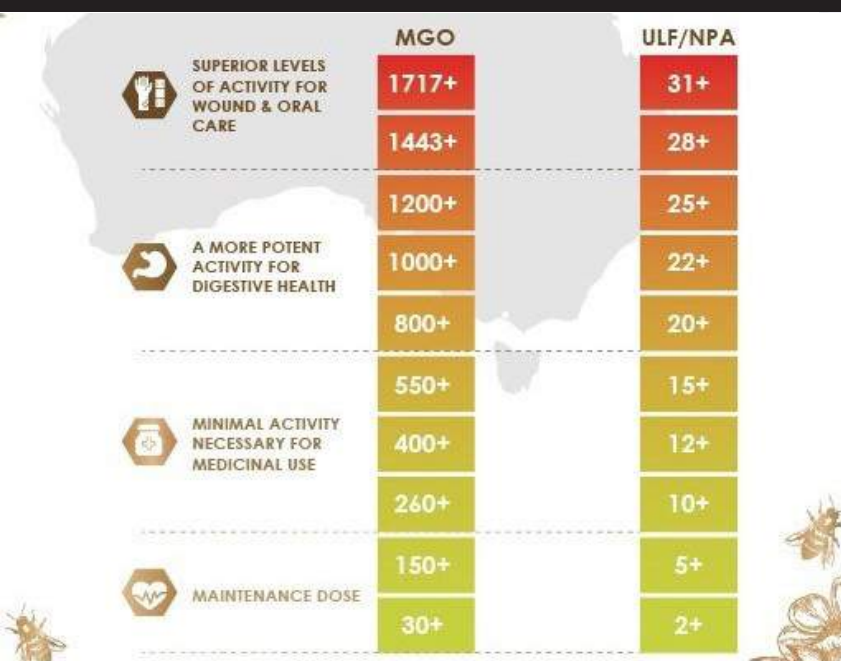 MGO ULF/NPA
SUPERIOR LEVELS
OF ACTIVITY FOR
WOUND & ORAL
CARE
1717+ 31+
1443+ 28+
1200+ 25+
A MORE POTENT
ACTIVITY FOR
DIGESTIVE HEALTH
1000+ 22+
800+ 20+
550+ 15+
MINIMAL ACTIVITY
NECESSARY FOR
MEDICINAL USE
400+ 12+
260+ 10+
150+ 5+
MAINTENANCE DOSE
30+ 2+